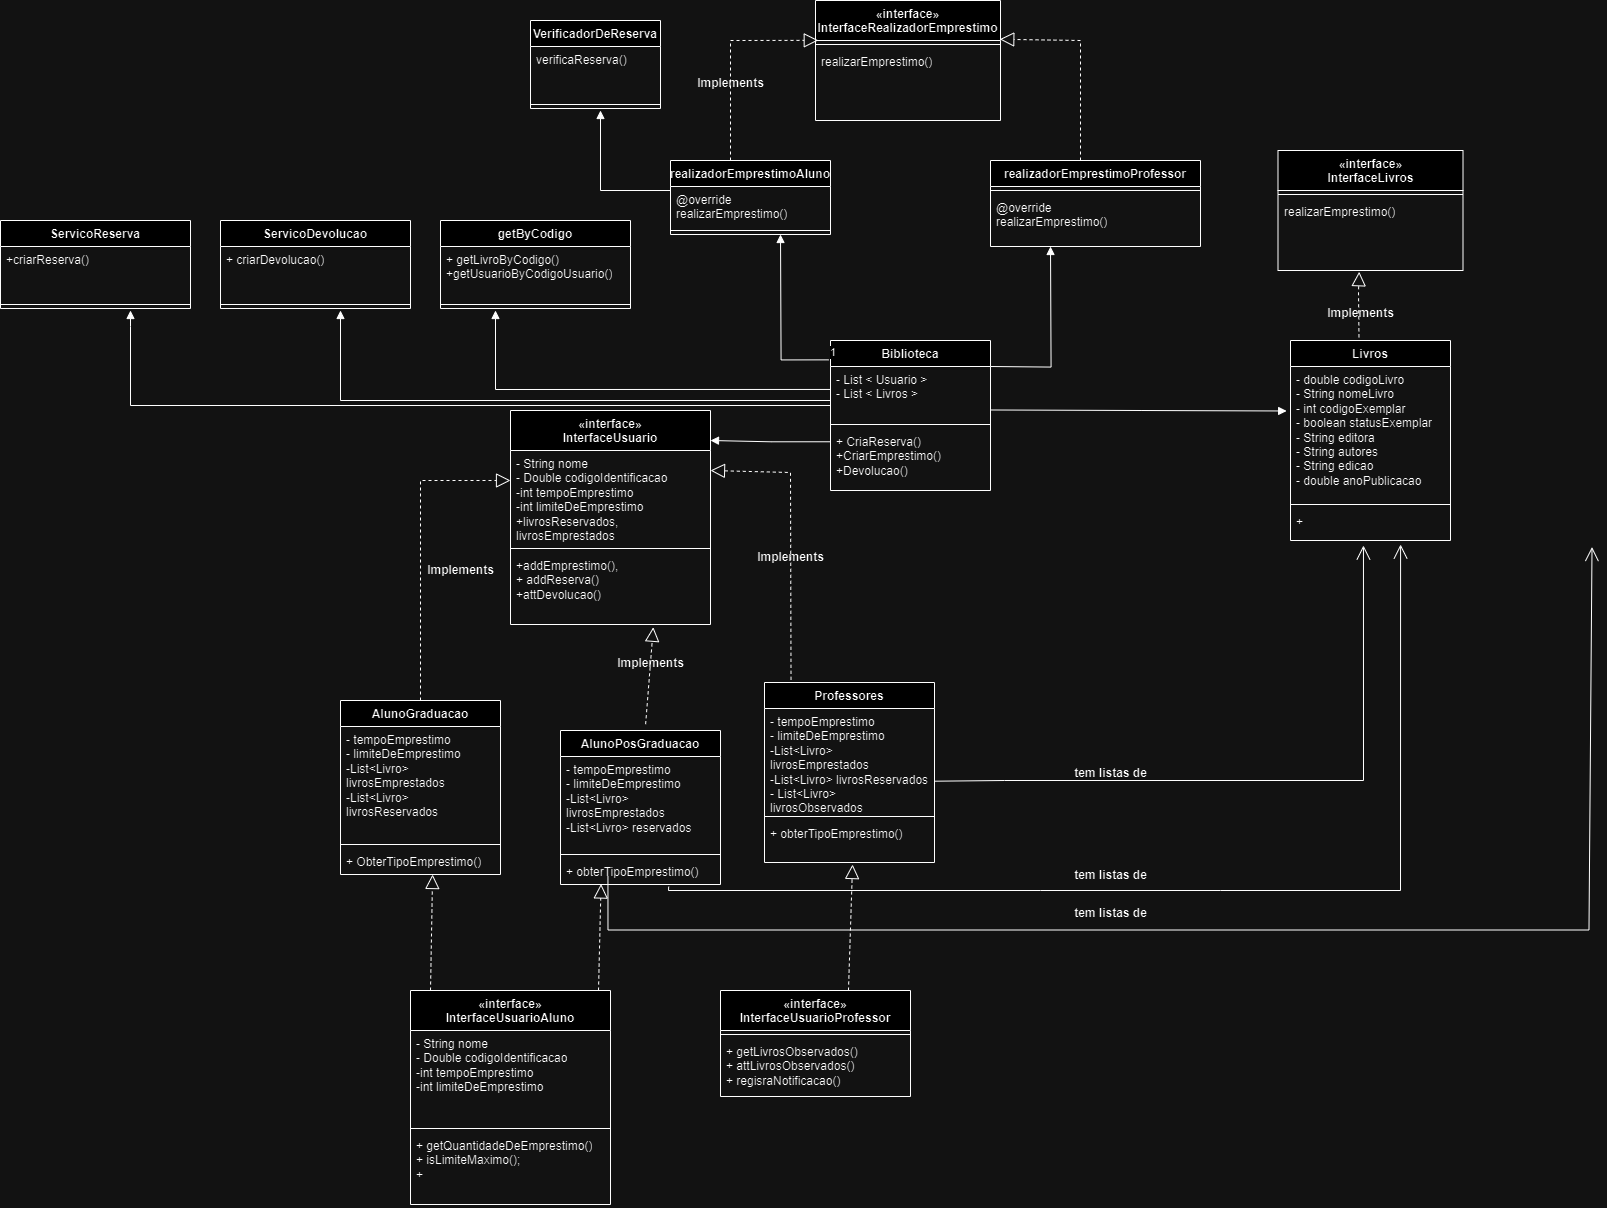 «interface»
InterfaceRealizadorEmprestimo
realizarEmprestimo()
VerificadorDeReserva
verificaReserva()
Implements
realizadorEmprestimoAluno
@override
realizarEmprestimo()
realizadorEmprestimoProfessor
@override
realizarEmprestimo()
«interface»
InterfaceLivros
realizarEmprestimo()
Implements
ServicoReserva
+criarReserva()
ServicoDevolucao
+ criarDevolucao()
getByCodigo
+ getLivroByCodigo()
+getUsuarioByCodigoUsuario()
1
Biblioteca
- List < Usuario >
- List < Livros >
+ CriaReserva()
+CriarEmprestimo()
+Devolucao()
Livros
- double codigoLivro
- String nomeLivro
- int codigoExemplar
- boolean statusExemplar
- String editora
- String autores
- String edicao
- double anoPublicacao
+
«interface»
InterfaceUsuario
- String nome
- Double codigoIdentificacao
-int tempoEmprestimo
-int limiteDeEmprestimo
+livrosReservados,
livrosEmprestados
+addEmprestimo(),
+ addReserva()
+attDevolucao()
Implements
Implements
Implements
AlunoGraduacao
- tempoEmprestimo
- limiteDeEmprestimo
-List<Livro>
livrosEmprestados
-List<Livro>
livrosReservados
+ ObterTipoEmprestimo()
AlunoPosGraduacao
- tempoEmprestimo
- limiteDeEmprestimo
-List<Livro>
livrosEmprestados
-List<Livro> reservados
+ obterTipoEmprestimo()
Professores
- tempoEmprestimo
- limiteDeEmprestimo
-List<Livro>
livrosEmprestados
-List<Livro> livrosReservados
- List<Livro>
livrosObservados
+ obterTipoEmprestimo()
tem listas de
tem listas de
tem listas de
«interface»
InterfaceUsuarioAluno
- String nome
- Double codigoIdentificacao
-int tempoEmprestimo
-int limiteDeEmprestimo
+ getQuantidadeDeEmprestimo()
+ isLimiteMaximo();
+
«interface»
InterfaceUsuarioProfessor
+ getLivrosObservados()
+ attLivrosObservados()
+ regisraNotificacao()